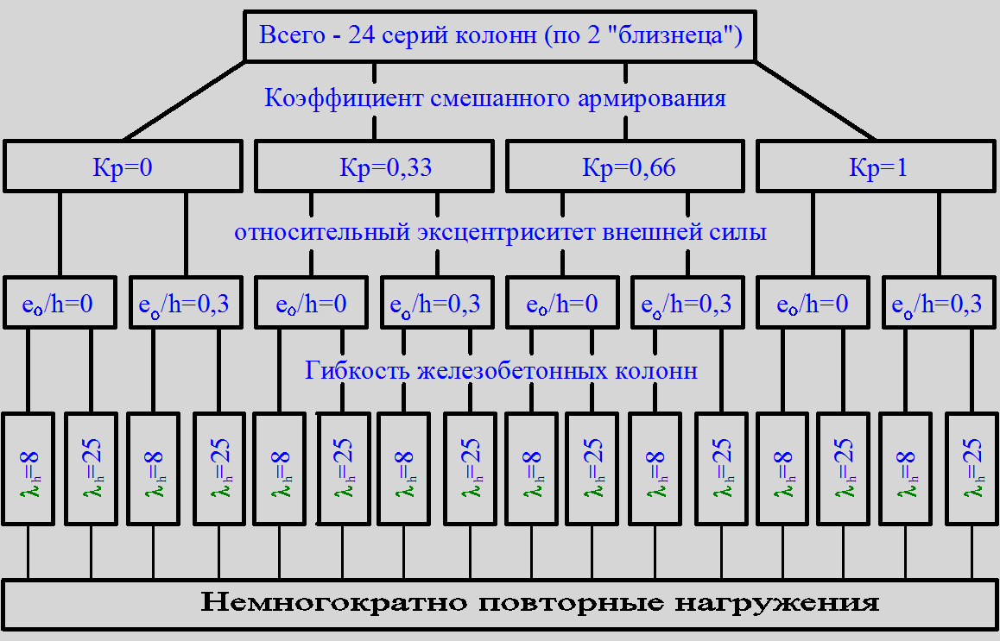 Всего - 24 серий колонн (по 2 "близнеца")
Коэффициент смешанного армирования
Кр=0
Кр=0,33
Кр=0,66
Кр=1
относительный эксцентриситет внешней силы
eo/h=0
eo/h=0,3
eo/h=0
eo/h=0,3
eo/h=0
eo/h=0,3
eo/h=0
eo/h=0,3
Гибкость железобетонных колонн
λh=8
λh=25
λh=8
λh=25
λh=8
λh=25
λh=8
λh=25
λh=8
λh=25
λh=8
λh=25
λh=8
λh=25
λh=8
λh=25
Немногократно повторные нагружения